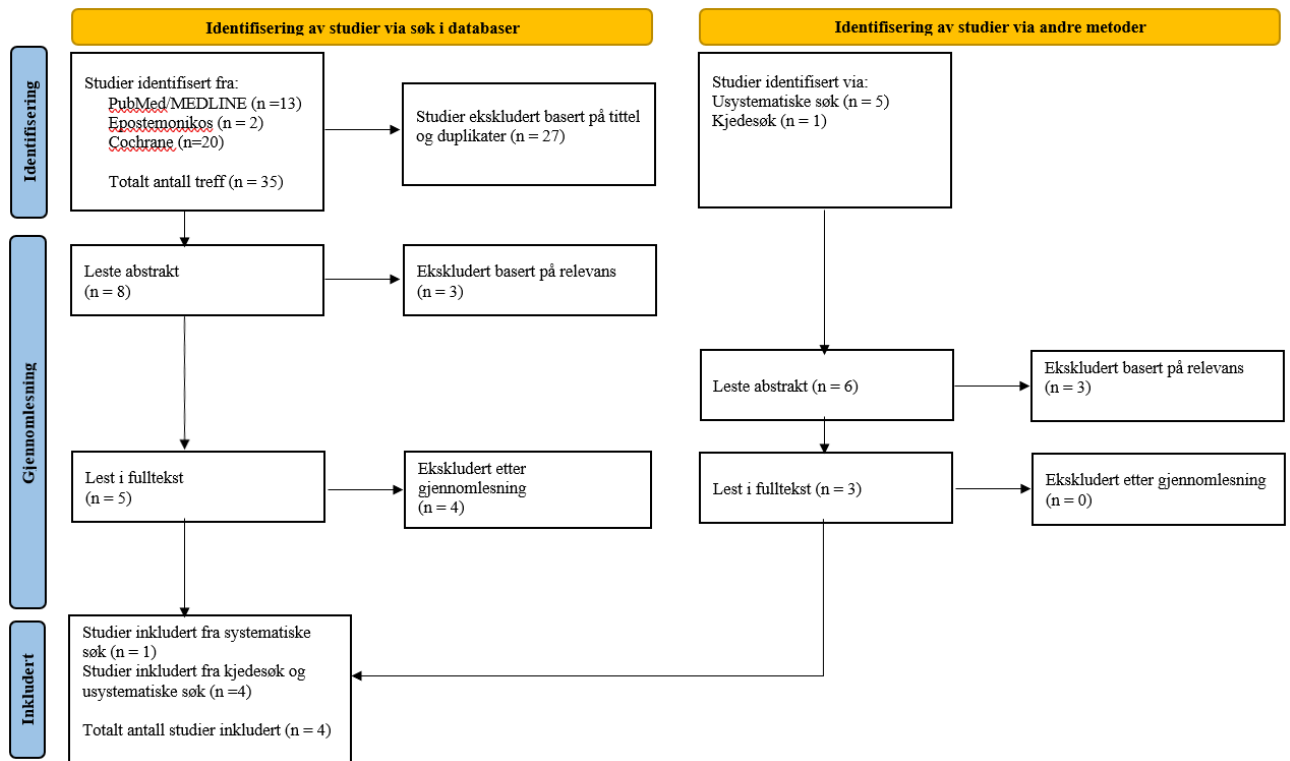 Identifisering av studier via søk i databaser
Identifisering av studier via andre metoder
Identifisering
Studier identifisert fra:
PubMed/MEDLINE (n =13)
Epostemonikos (n = 2)
Cochrane (n=20)
Totalt antall treff (n = 35)
Studier ekskludert basert på tittel
og duplikater (n = 27)
Studier identifisert via:
Usystematiske søk (n = 5)
Kjedesøk (n = 1)
Gjennomlesning
Leste abstrakt
(n = 8)
Ekskludert basert på relevans
(n = 3)
Leste abstrakt (n = 6)
Ekskludert basert på relevans
(n = 3)
Lest i fulltekst
(n = 5)
Ekskludert etter
gjennomlesning
(n = 4)
Lest i fulltekst (n = 3)
Ekskludert etter gjennomlesning
(n = 0)
Inkludert
Studier inkludert fra systematiske
søk (n = 1)
Studier inkludert fra kjedesøk og
usystematiske søk (n =4)
Totalt antall studier inkludert (n = 4)